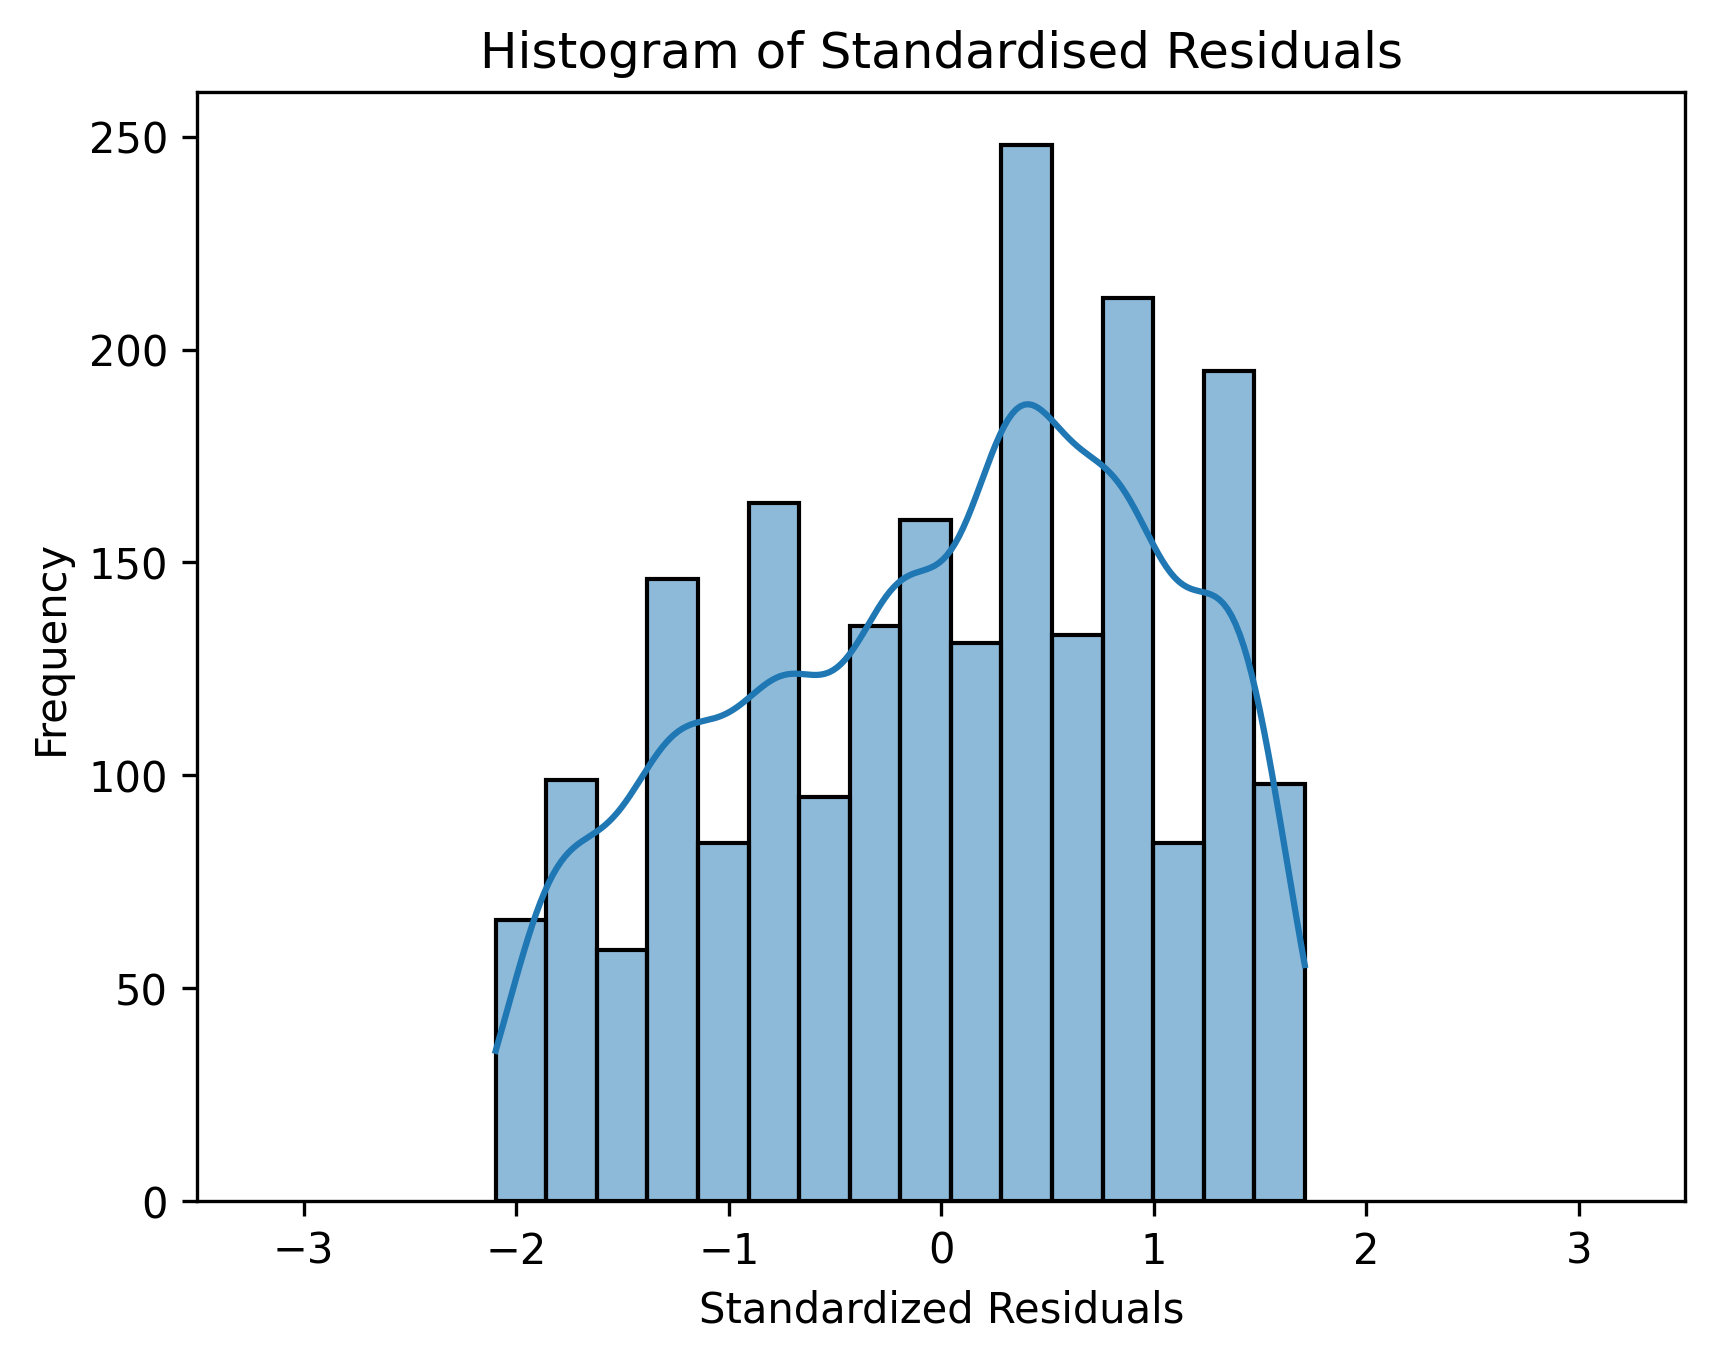 Histogram of Standardised Residuals
250
200
150
100
50
0
Frequency
−3 −2 −1 0 1 2 3
Standardized Residuals